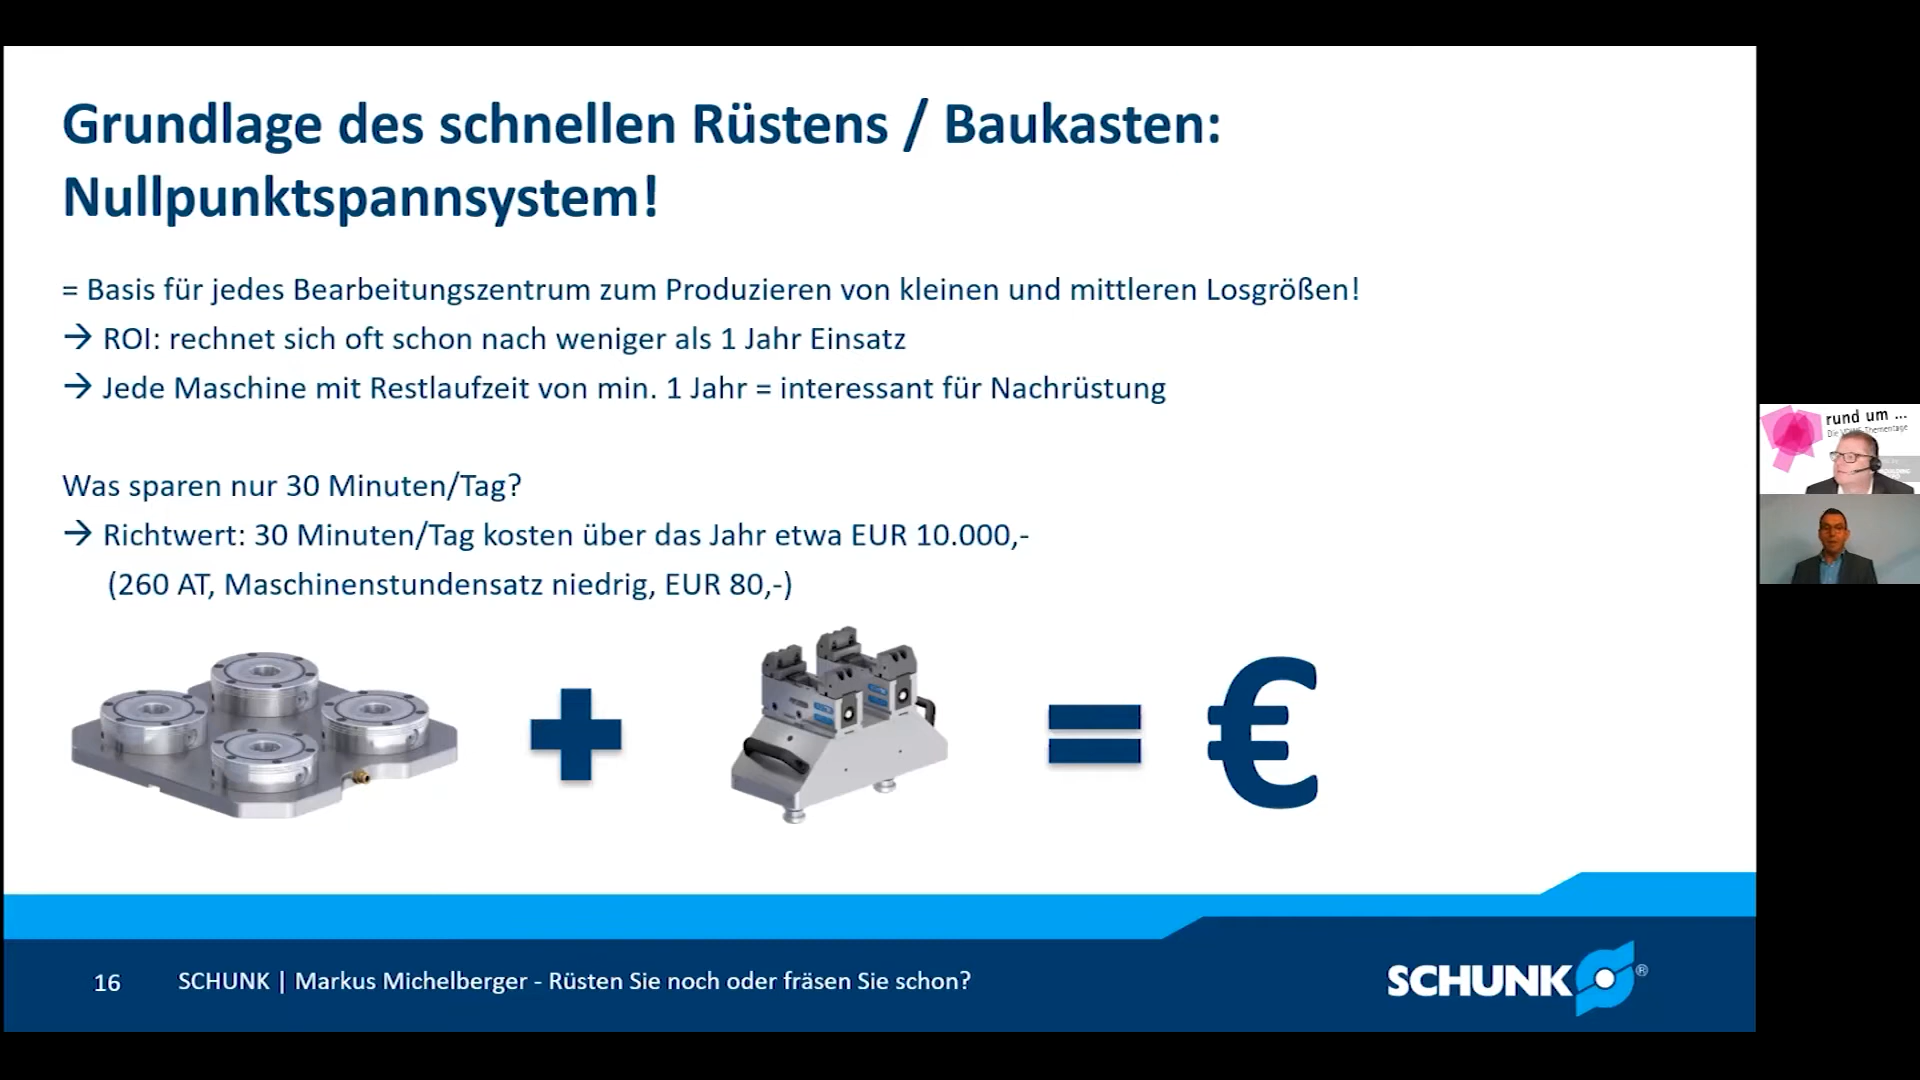 Grundlage des schnellen Rüstens / Baukasten:
Nullpunktspannsystem!
= Basis für jedes Bearbeitungszentrum zum Produzieren von kleinen und mittleren Losgrößen!
→ ROI: rechnet sich oft schon nach weniger als 1 Jahr Einsatz
→ Jede Maschine mit Restlaufzeit von min. 1 Jahr = interessant für Nachrüstung
Was sparen nur 30 Minuten/Tag?
→ Richtwert: 30 Minuten/Tag kosten über das Jahr etwa EUR 10.000,-
(260 AT, Maschinenstundensatz niedrig, EUR 80,-)
+ = €
16 SCHUNK | Markus Michelberger - Rüsten Sie noch oder fräsen Sie schon?
SCHUNK ®
rund um ...
Die Thementage